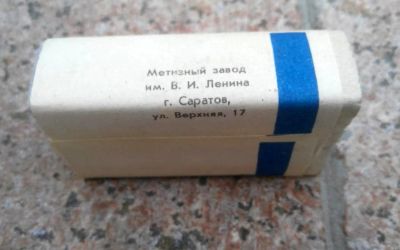 Метизный завод
им. В. И. Ленина
г. Саратов,
ул. Верхняя, 17